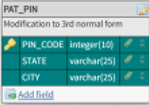 PAT_PIN
Modification to 3rd normal form
PIN_CODE integer(10)
STATE varchar(25)
CITY varchar(25)
Add field